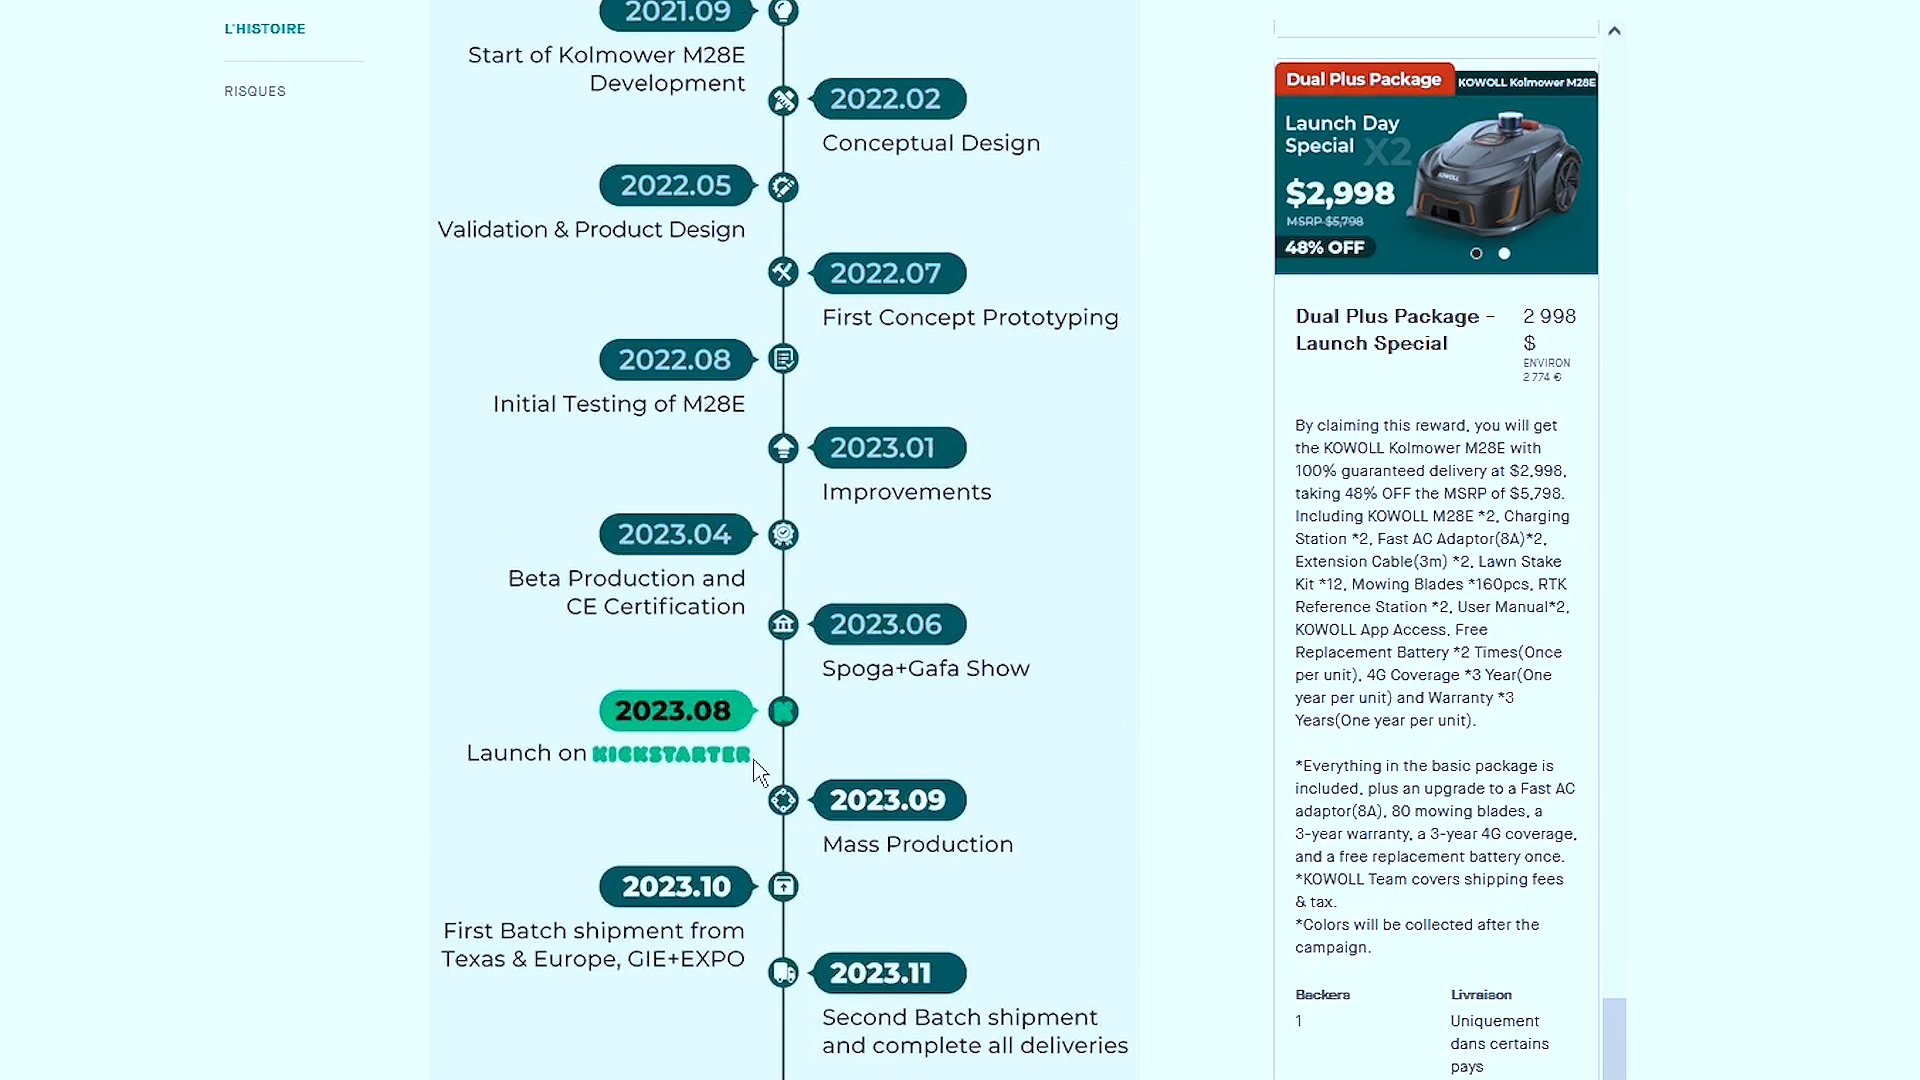 L'HISTOIRE
RISQUES
2021.09
Start of Kolmower M28E
Development
2022.02
Conceptual Design
2022.05
Validation & Product Design
2022.07
First Concept Prototyping
2022.08
Initial Testing of M28E
2023.01
Improvements
2023.04
Beta Production and
CE Certification
2023.06
Spoga+Gafa Show
2023.08
Launch on KICKSTARTER
2023.09
Mass Production
2023.10
First Batch shipment from
Texas & Europe, GIE+EXPO
2023.11
Second Batch shipment
and complete all deliveries
Dual Plus Package
KOWOLL Kolmower M28E
Launch Day
Special X2
$2,998
MSRP $5,798
48% OFF
KOWOLL
Dual Plus Package -
Launch Special
2 998
$
ENVIRON
2 774 €
By claiming this reward, you will get
the KOWOLL Kolmower M28E with
100% guaranteed delivery at $2,998,
taking 48% OFF the MSRP of $5,798.
Including KOWOLL M28E *2, Charging
Station *2, Fast AC Adaptor(8A)*2,
Extension Cable(3m) *2, Lawn Stake
Kit *12, Mowing Blades *160pcs, RTK
Reference Station *2, User Manual*2,
KOWOLL App Access, Free
Replacement Battery *2 Times(Once
per unit), 4G Coverage *3 Year(One
year per unit) and Warranty *3
Years(One year per unit).
*Everything in the basic package is
included, plus an upgrade to a Fast AC
adaptor(8A), 80 mowing blades, a
3-year warranty, a 3-year 4G coverage,
and a free replacement battery once.
*KOWOLL Team covers shipping fees
& tax.
*Colors will be collected after the
campaign.
Backers
1
Livraison
Uniquement
dans certains
pays